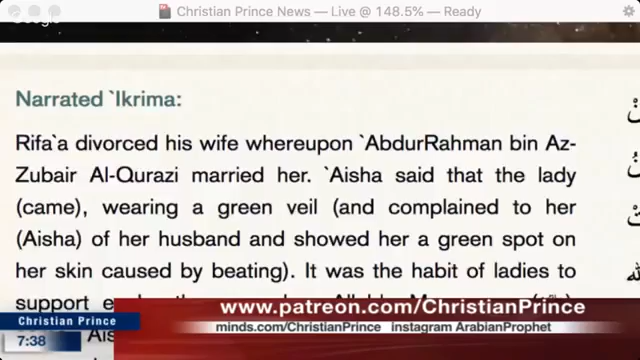 Christian Prince News — Live @ 148.5% — Ready
Google
Narrated `Ikrima:
Rifa`a divorced his wife whereupon `AbdurRahman bin Az-
Zubair Al-Qurazi married her. `Aisha said that the lady
(came), wearing a green veil (and complained to her
(Aisha) of her husband and showed her a green spot on
her skin caused by beating). It was the habit of ladies to
support
www.patreon.com/ChristianPrince
Christian Prince
minds.com/ChristianPrince instagram ArabianProphet
7:38